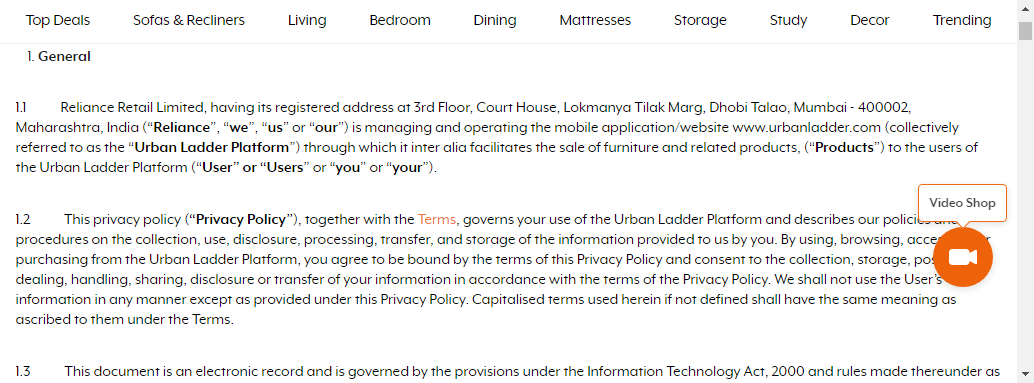 Top Deals Sofas & Recliners Living Bedroom Dining Mattresses Storage Study Decor Trending
1. General
1.1 Reliance Retail Limited, having its registered address at 3rd Floor, Court House, Lokmanya Tilak Marg, Dhobi Talao, Mumbai - 400002,
Maharashtra, India (“Reliance”, “we”, “us” or “our”) is managing and operating the mobile application/website www.urbanladder.com (collectively
referred to as the “Urban Ladder Platform”) through which it inter alia facilitates the sale of furniture and related products, (“Products”) to the users of
the Urban Ladder Platform (“User” or “Users” or “you” or “your”).
Video Shop
1.2 This privacy policy (“Privacy Policy”), together with the Terms, governs your use of the Urban Ladder Platform and describes our
procedures on the collection, use, disclosure, processing, transfer, and storage of the information provided to us by you. By using, browsing,
purchasing from the Urban Ladder Platform, you agree to be bound by the terms of this Privacy Policy and consent to the collection, storage,
dealing, handling, sharing, disclosure or transfer of your information in accordance with the terms of the Privacy Policy. We shall not use the User’s
information in any manner except as provided under this Privacy Policy. Capitalised terms used herein if not defined shall have the same meaning as
ascribed to them under the Terms.
1.3 This document is an electronic record and is governed by the provisions under the Information Technology Act, 2000 and rules made thereunder as